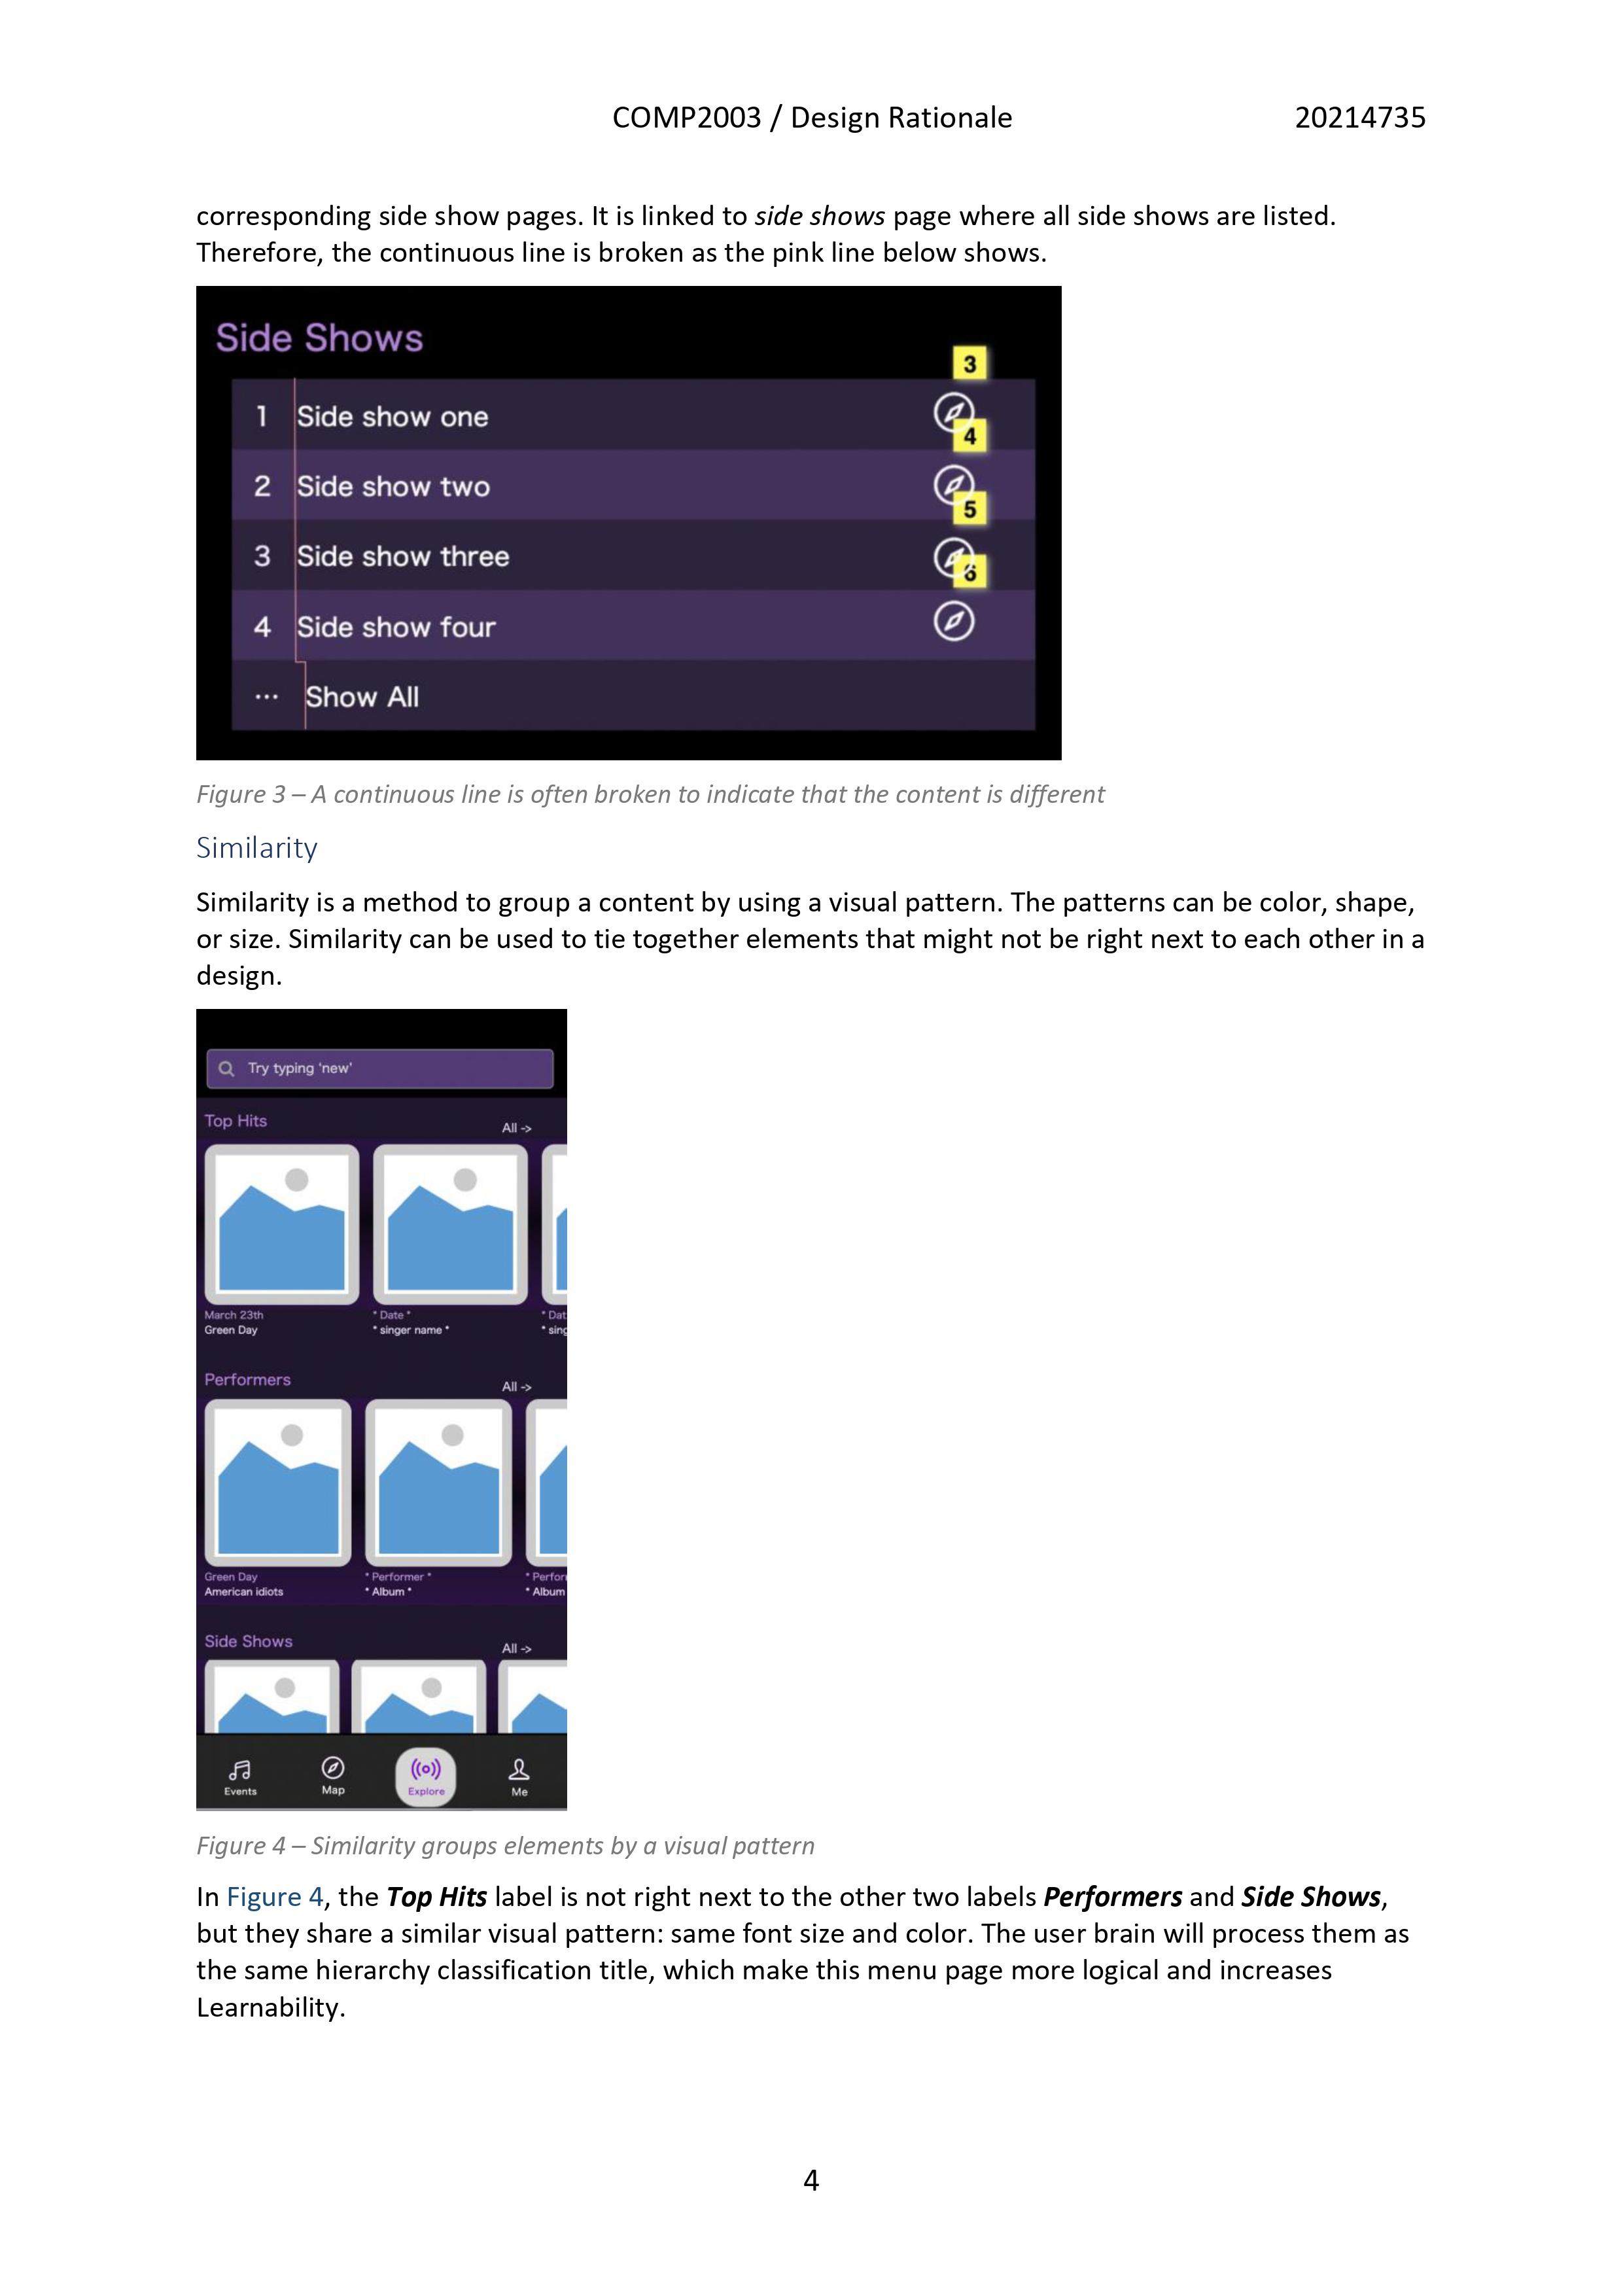 COMP2003 / Design Rationale 20214735
corresponding side show pages. It is linked to side shows page where all side shows are listed.
Therefore, the continuous line is broken as the pink line below shows.
Side Shows
3
1 Side show one
4
2 Side show two
5
3 Side show three
6
4 Side show four
... Show All
Figure 3 – A continuous line is often broken to indicate that the content is different
Similarity
Similarity is a method to group a content by using a visual pattern. The patterns can be color, shape,
or size. Similarity can be used to tie together elements that might not be right next to each other in a
design.
Try typing 'new'
Top Hits All ->
March 23th * Date * * Dat
Green Day * singer name * * sing
Performers All ->
Green Day * Performer * * Perfor
American idiots * Album * * Album
Side Shows All ->
Events Map Explore Me
Figure 4 – Similarity groups elements by a visual pattern
In Figure 4, the Top Hits label is not right next to the other two labels Performers and Side Shows,
but they share a similar visual pattern: same font size and color. The user brain will process them as
the same hierarchy classification title, which make this menu page more logical and increases
Learnability.
4